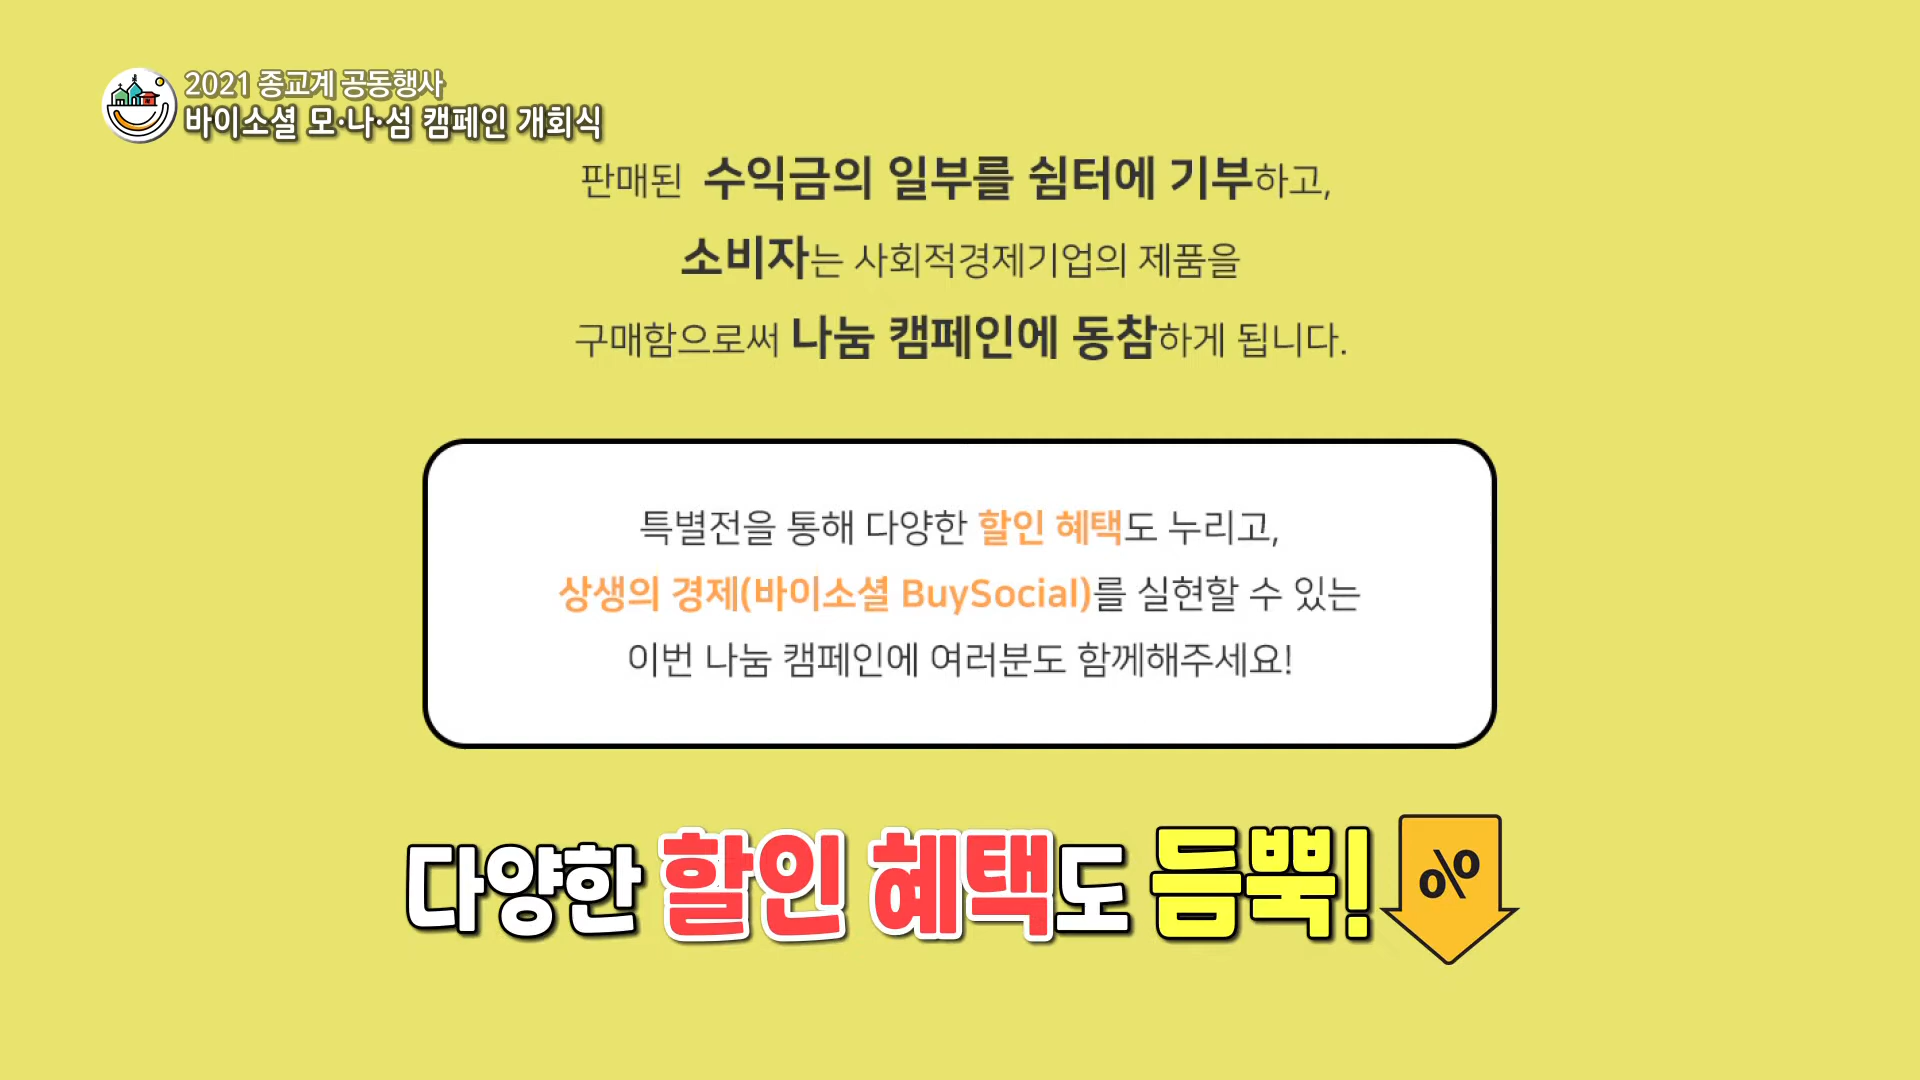 2021 종교계 공동행사
바이소셜 모·나·섬 캠페인 개회식
판매된 수익금의 일부를 쉼터에 기부하고,
소비자는 사회적경제기업의 제품을
구매함으로써 나눔 캠페인에 동참하게 됩니다.
특별전을 통해 다양한 할인 혜택도 누리고,
상생의 경제(바이소셜 BuySocial)를 실현할 수 있는
이번 나눔 캠페인에 여러분도 함께해주세요!
다양한 할인 혜택도 듬뿍! %